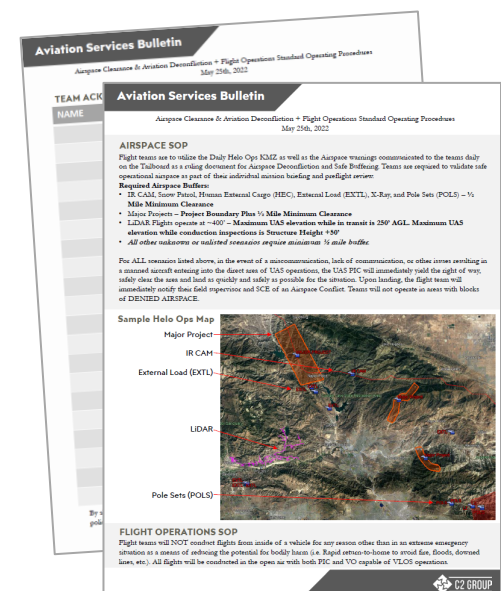 Aviation Services Bulletin
Airspace Clearance & Aviation Deconfliction + Flight Operations Standard Operating Procedures
May 25th, 2022
TEAM ACK
NAME
By s
poli
Aviation Services Bulletin
Airspace Clearance & Aviation Deconfliction + Flight Operations Standard Operating Procedures
May 25th, 2022
AIRSPACE SOP
Flight teams are to utilize the Daily Helo Ops KMZ as well as the Airspace warnings communicated to the teams daily
on the Tailboard as a ruling document for Airspace Deconfliction and Safe Buffering. Teams are required to validate safe
operational airspace as part of their individual mission briefing and preflight review.
Required Airspace Buffers:
• IR CAM, Snow Patrol, Human External Cargo (HEC), External Load (EXTL), X-Ray, and Pole Sets (POLS) – ½
Mile Minimum Clearance
• Major Projects – Project Boundary Plus ¼ Mile Minimum Clearance
• LiDAR Flights operate at ~400' – Maximum UAS elevation while in transit is 250' AGL. Maximum UAS
elevation while conduction inspections is Structure Height +50'
• All other unknown or unlisted scenarios require minimum ½ mile buffer.
For ALL scenarios listed above, in the event of a miscommunication, lack of communication, or other issues resulting in
a manned aircraft entering into the direct area of UAS operations, the UAS PIC will immediately yield the right of way,
safely clear the area and land as quickly and safely as possible for the situation. Upon landing, the flight team will
immediately notify their field supervisor and SCE of an Airspace Conflict. Teams will not operate in areas with blocks
of DENIED AIRSPACE.
Sample Helo Ops Map
Major Project
IR CAM
External Load (EXTL)
LiDAR
Pole Sets (POLS)
FLIGHT OPERATIONS SOP
Flight teams will NOT conduct flights from inside of a vehicle for any reason other than in an extreme emergency
situation as a means of reducing the potential for bodily harm (i.e. Rapid return-to-home to avoid fire, floods, downed
lines, etc.). All flights will be conducted in the open air with both PIC and VO capable of VLOS operations.
C2 GROUP